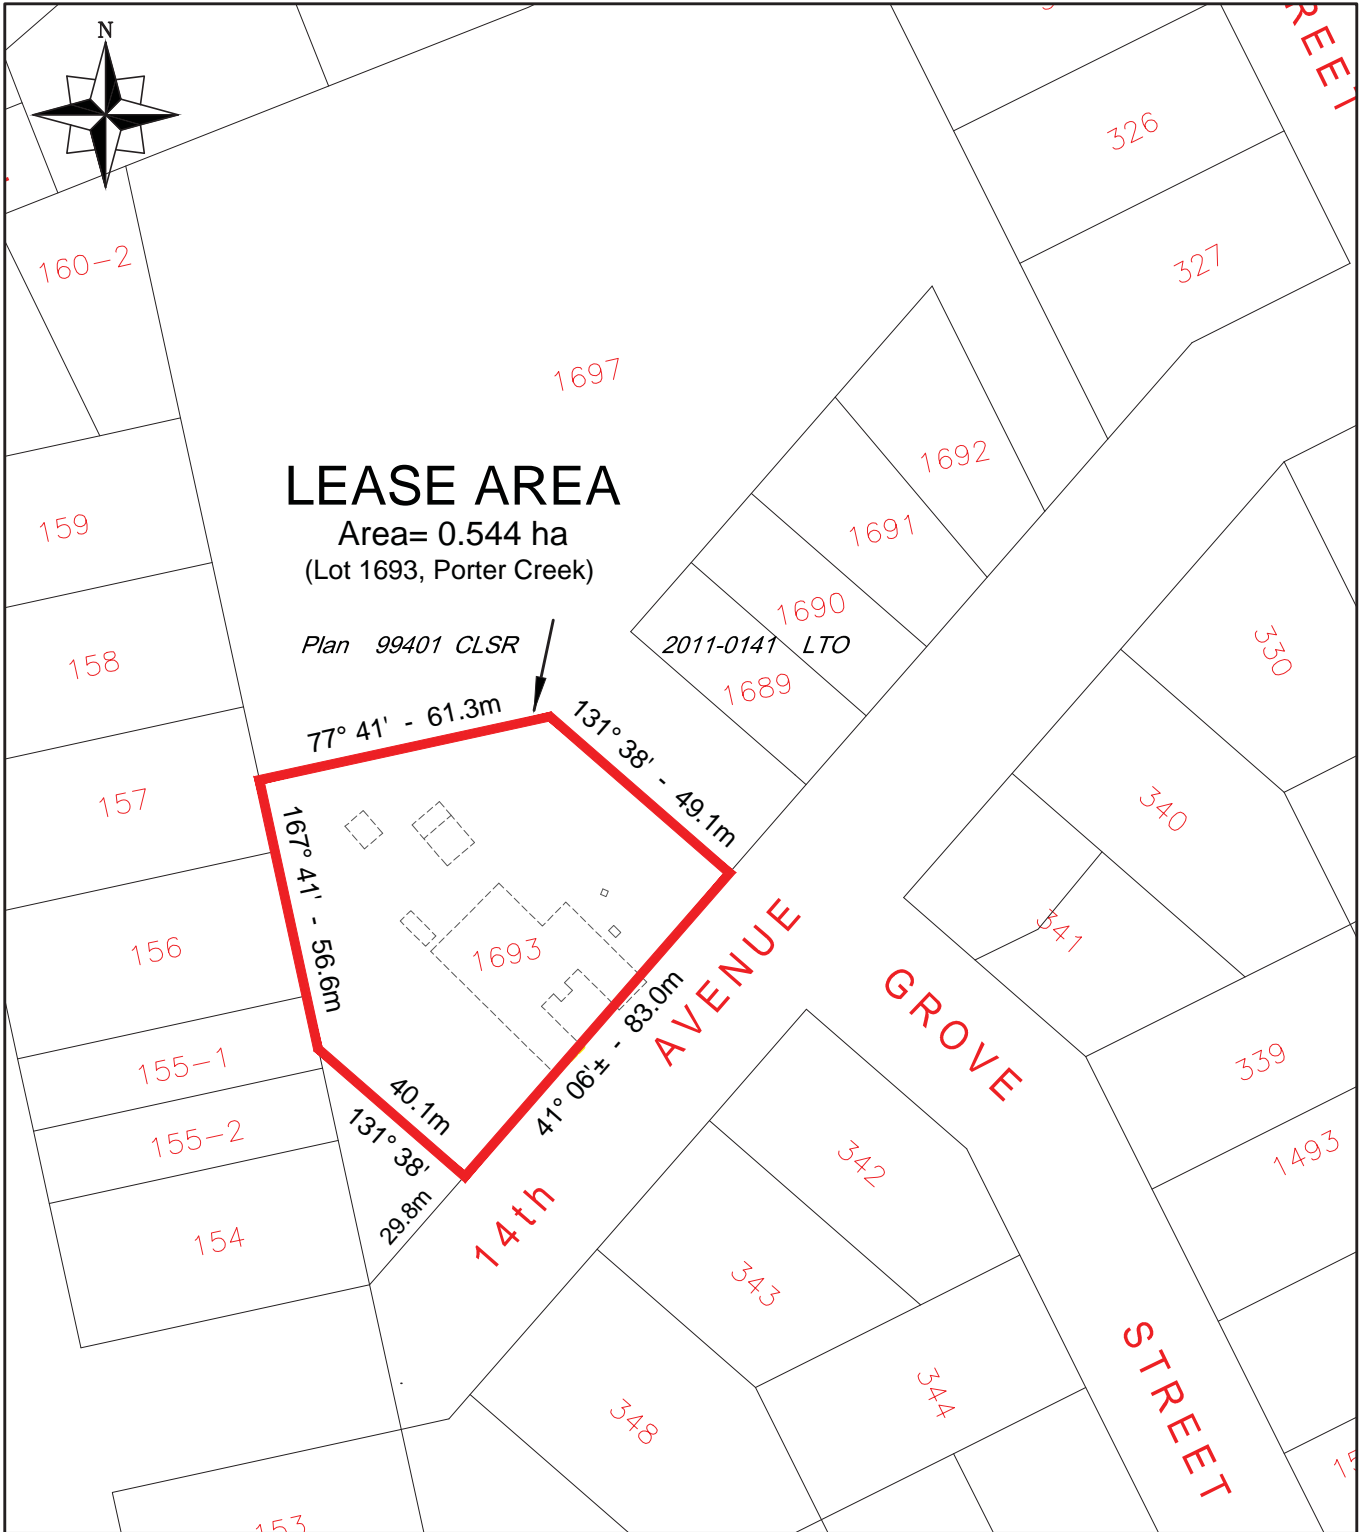 N
REET
326
160-2
327
1697
1692
LEASE AREA
Area= 0.544 ha
(Lot 1693, Porter Creek)
159
1691
1690
Plan 99401 CLSR
2011-0141 LTO
330
158
1689
77° 41' - 61.3m
131° 38' - 49.1m
157
340
167° 41' - 56.6m
156
1693
341
41° 06'± - 83.0m
14th AVENUE
GROVE STREET
155-1
339
40.1m
131° 38'
155-2
342
1493
29.8m
154
343
344
348
153